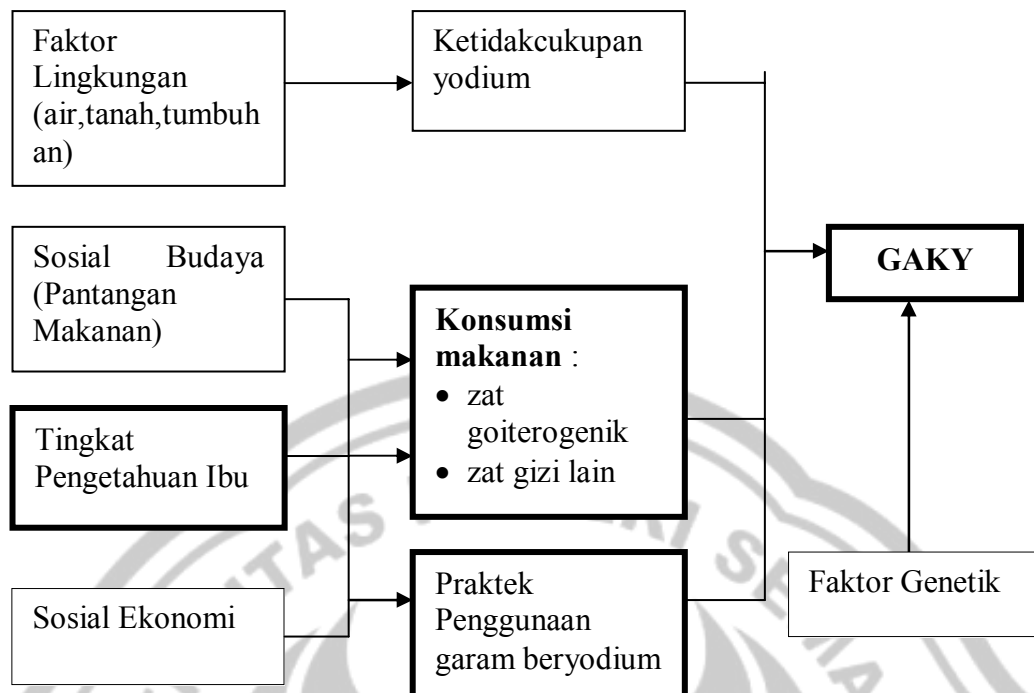 Faktor
Lingkungan
(air,tanah,tumbuh
an)
Ketidakcukupan
yodium
Sosial Budaya
(Pantangan
Makanan)
GAKY
Konsumsi
makanan :
• zat
goiterogenik
• zat gizi lain
Tingkat
Pengetahuan Ibu
Sosial Ekonomi
Praktek
Penggunaan
garam beryodium
Faktor Genetik